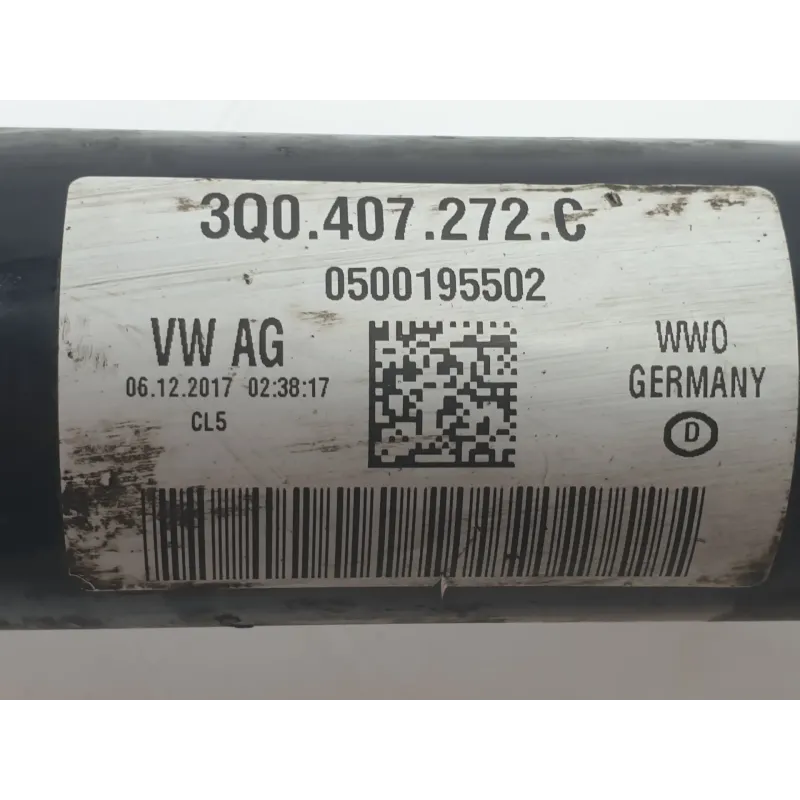 3Q0.407.272.C
0500195502
VW AG
06.12.2017 02:38:17
CL5
WWO
GERMANY
D